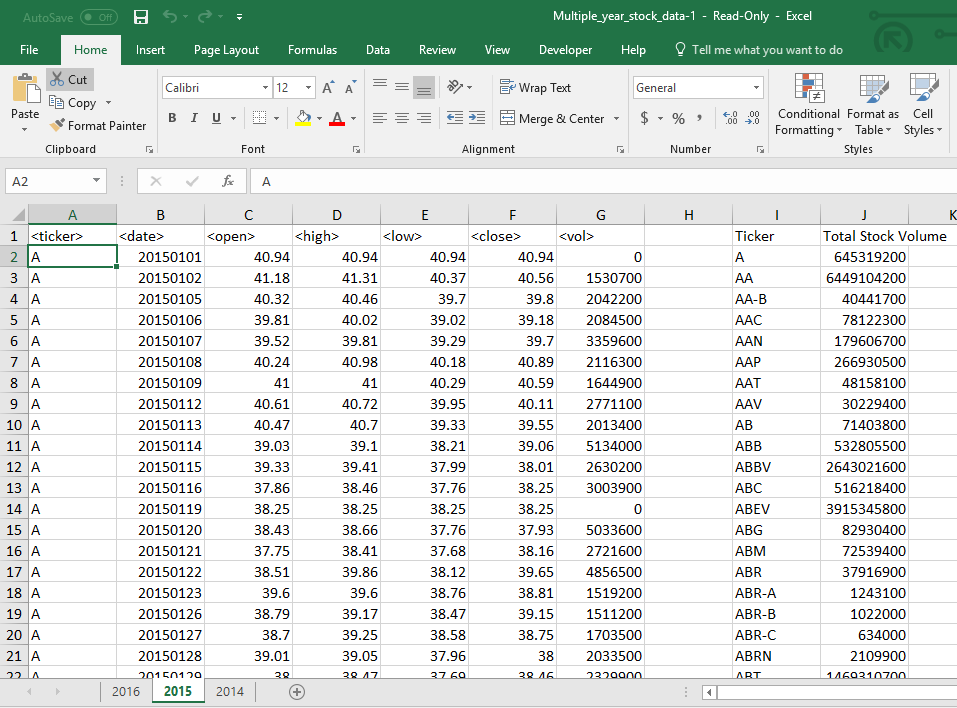 AutoSave Off Multiple_year_stock_data-1 - Read-Only - Excel
File Home Insert Page Layout Formulas Data Review View Developer Help Tell me what you want to do
Paste Cut Copy Format Painter
Calibri 12
B I U A
Wrap Text
Merge & Center
General
$ % ,
Conditional Formatting Format as Table Cell Styles
Clipboard Font Alignment Number Styles
A2 fx A
A B C D E F G H I J K
1 <ticker> <date> <open> <high> <low> <close> <vol> Ticker Total Stock Volume
2 A 20150101 40.94 40.94 40.94 40.94 0 A 645319200
3 A 20150102 41.18 41.31 40.37 40.56 1530700 AA 6449104200
4 A 20150105 40.32 40.46 39.7 39.8 2042200 AA-B 40441700
5 A 20150106 39.81 40.02 39.02 39.18 2084500 AAC 78122300
6 A 20150107 39.52 39.81 39.29 39.7 3359600 AAN 179606700
7 A 20150108 40.24 40.98 40.18 40.89 2116300 AAP 266930500
8 A 20150109 41 41 40.29 40.59 1644900 AAT 48158100
9 A 20150112 40.61 40.72 39.95 40.11 2771100 AAV 30229400
10 A 20150113 40.47 40.7 39.33 39.55 2013400 AB 71403800
11 A 20150114 39.03 39.1 38.21 39.06 5134000 ABB 532805500
12 A 20150115 39.33 39.41 37.99 38.01 2630200 ABBV 2643021600
13 A 20150116 37.86 38.46 37.76 38.25 3003900 ABC 516218400
14 A 20150119 38.25 38.25 38.25 38.25 0 ABEV 3915345800
15 A 20150120 38.43 38.66 37.76 37.93 5033600 ABG 82930400
16 A 20150121 37.75 38.41 37.68 38.16 2721600 ABM 72539400
17 A 20150122 38.51 39.86 38.12 39.65 4856500 ABR 37916900
18 A 20150123 39.6 39.6 38.76 38.81 1519200 ABR-A 1243100
19 A 20150126 38.79 39.17 38.47 39.15 1511200 ABR-B 1022000
20 A 20150127 38.7 39.25 38.58 38.75 1703500 ABR-C 634000
21 A 20150128 39.01 39.05 37.96 38 2033500 ABRN 2109900
22 A 20150129 38 38.47 37.69 38.46 2329900 ABT 1469310700
2016 2015 2014